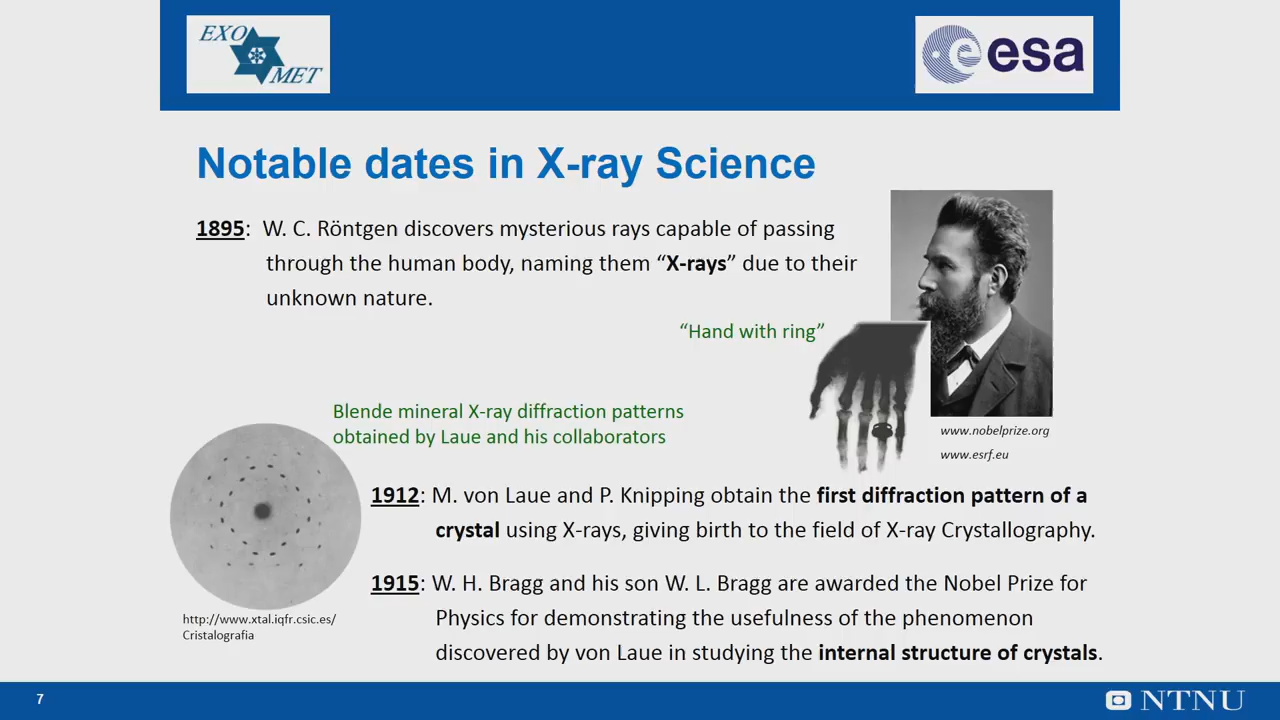 EXO
MET
esa
Notable dates in X-ray Science
1895: W. C. Röntgen discovers mysterious rays capable of passing
through the human body, naming them “X-rays” due to their
unknown nature.
“Hand with ring”
www.nobelprize.org
www.esrf.eu
Blende mineral X-ray diffraction patterns
obtained by Laue and his collaborators
http://www.xtal.iqfr.csic.es/
Cristalografia
1912: M. von Laue and P. Knipping obtain the first diffraction pattern of a
crystal using X-rays, giving birth to the field of X-ray Crystallography.
1915: W. H. Bragg and his son W. L. Bragg are awarded the Nobel Prize for
Physics for demonstrating the usefulness of the phenomenon
discovered by von Laue in studying the internal structure of crystals.
7
NTNU